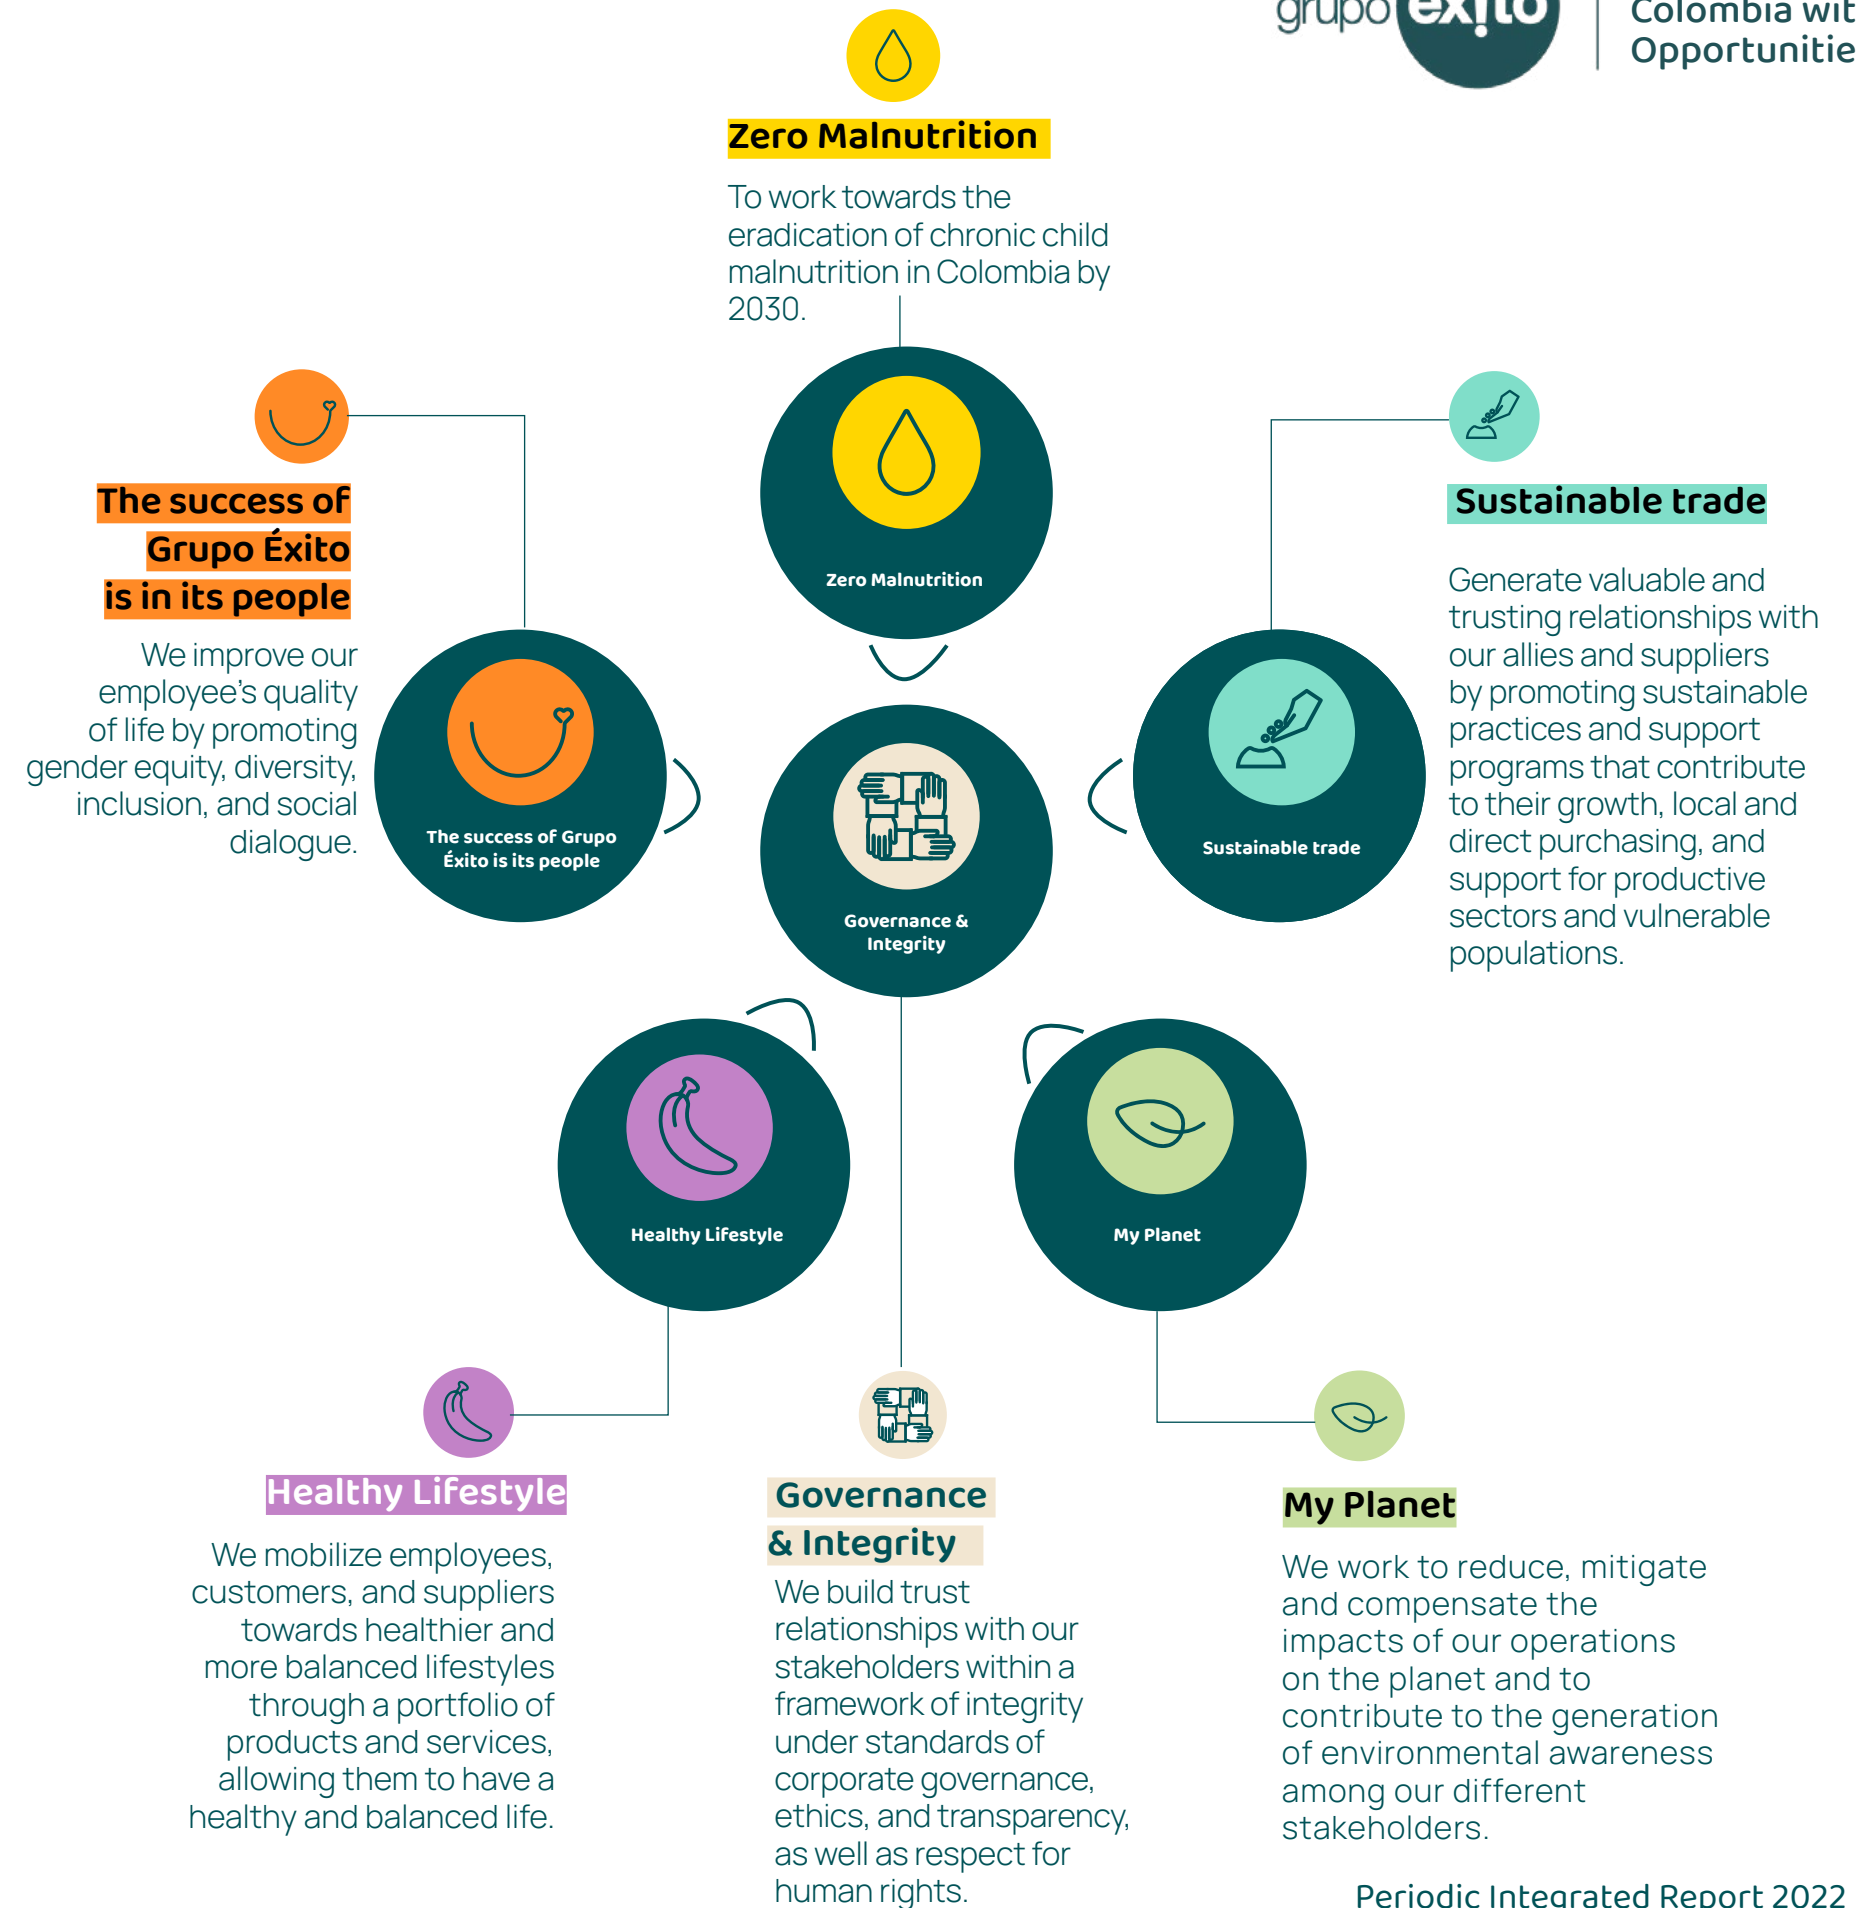 grupo éxito
Colombia wit
Opportunitie
Zero Malnutrition
To work towards the
eradication of chronic child
malnutrition in Colombia by
2030.
Zero Malnutrition
The success of
Grupo Éxito
is in its people
We improve our
employee's quality
of life by promoting
gender equity, diversity,
inclusion, and social
dialogue.
The success of Grupo
Éxito is its people
Governance &
Integrity
Sustainable trade
Sustainable trade
Generate valuable and
trusting relationships with
our allies and suppliers
by promoting sustainable
practices and support
programs that contribute
to their growth, local and
direct purchasing, and
support for productive
sectors and vulnerable
populations.
Healthy Lifestyle
My Planet
Healthy Lifestyle
We mobilize employees,
customers, and suppliers
towards healthier and
more balanced lifestyles
through a portfolio of
products and services,
allowing them to have a
healthy and balanced life.
Governance
& Integrity
We build trust
relationships with our
stakeholders within a
framework of integrity
under standards of
corporate governance,
ethics, and transparency,
as well as respect for
human rights.
My Planet
We work to reduce, mitigate
and compensate the
impacts of our operations
on the planet and to
contribute to the generation
of environmental awareness
among our different
stakeholders.
Periodic Integrated Report 2022